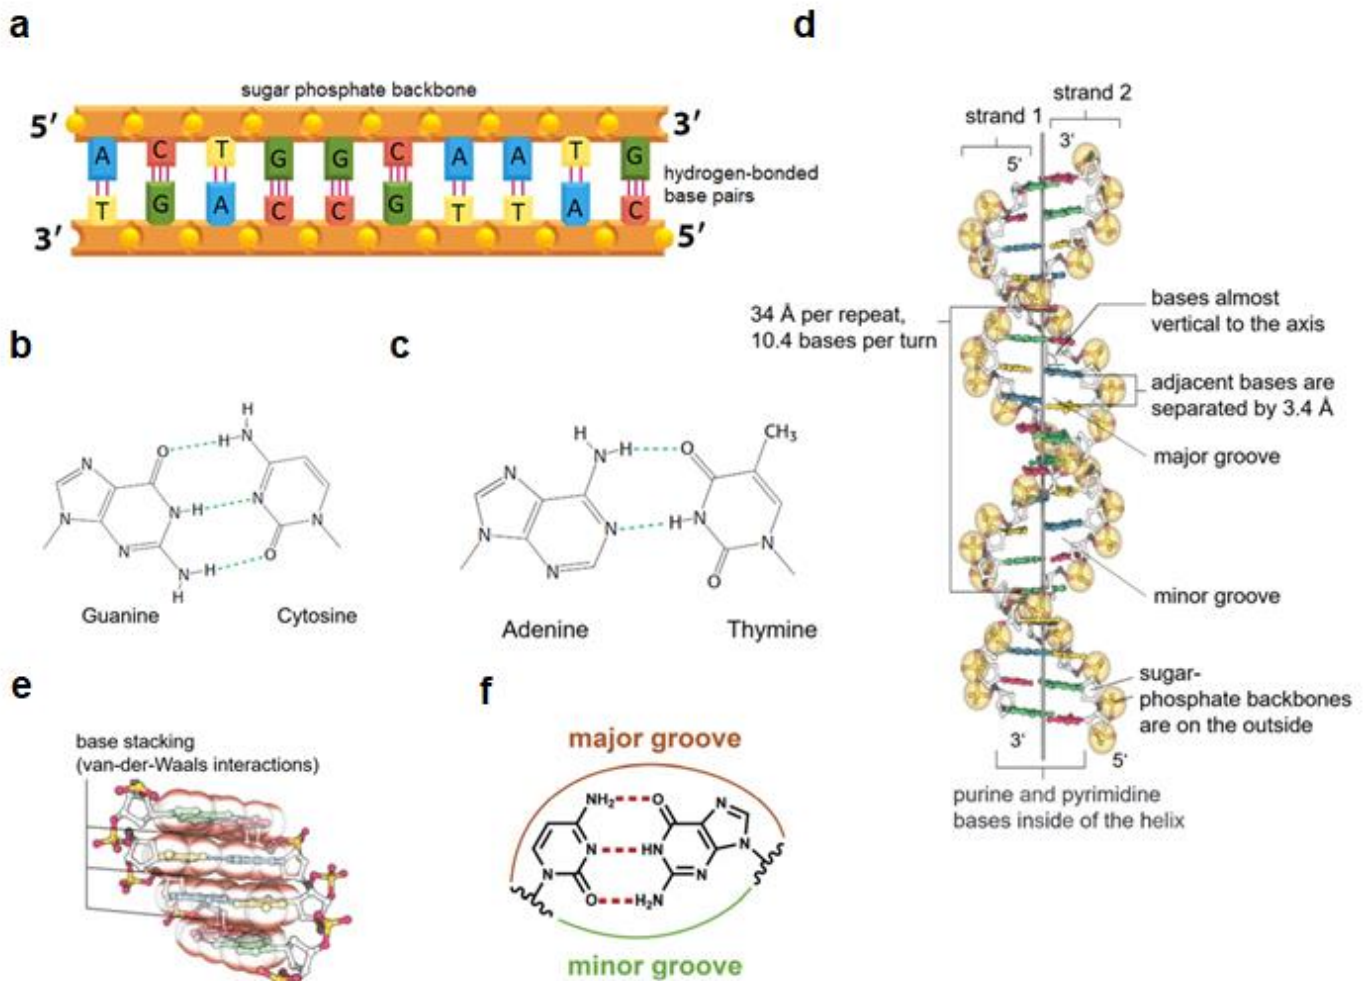 a
sugar phosphate backbone
5′
3′
A C T G G C A A T G
hydrogen-bonded
base pairs
T G A C C G T T A C
3′
5′
b
O
H
H
N
N
N
N
H
N
N
N
N
H
O
N
H
Guanine
Cytosine
c
H
N
H
O
CH3
N
N
N
H
N
N
N
O
Adenine
Thymine
d
strand 2
strand 1
3'
5'
34 Å per repeat,
10.4 bases per turn
bases almost
vertical to the axis
adjacent bases are
separated by 3.4 Å
major groove
minor groove
sugar-
phosphate backbones
are on the outside
3'
5'
purine and pyrimidine
bases inside of the helix
e
base stacking
(van-der-Waals interactions)
f
major groove
NH2
O
N
N
HN
N
N
N
O
H2N
minor groove